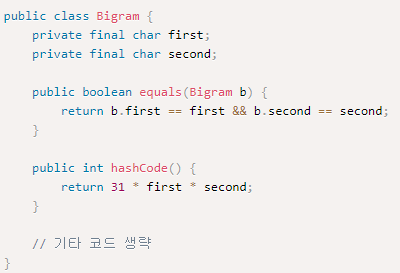 public class Bigram {
    private final char first;
    private final char second;

    public boolean equals(Bigram b) {
        return b.first == first && b.second == second;
    }

    public int hashCode() {
        return 31 * first * second;
    }

    // 기타 코드 생략
}